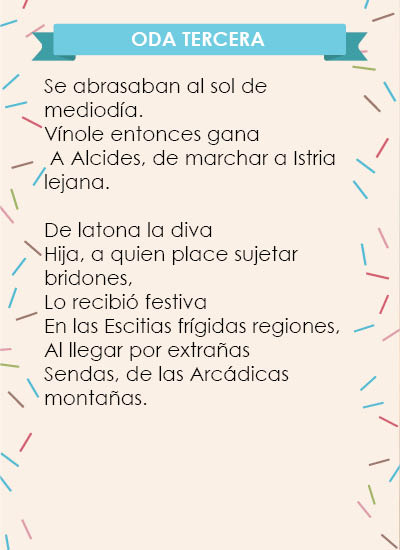 ODA TERCERA
Se abrasaban al sol de
mediodía.
Vínole entonces gana
A Alcides, de marchar a Istria
lejana.
De latona la diva
Hija, a quien place sujetar
bridones,
Lo recibió festiva
En las Escitias frígidas regiones,
Al llegar por extrañas
Sendas, de las Arcádicas
montañas.